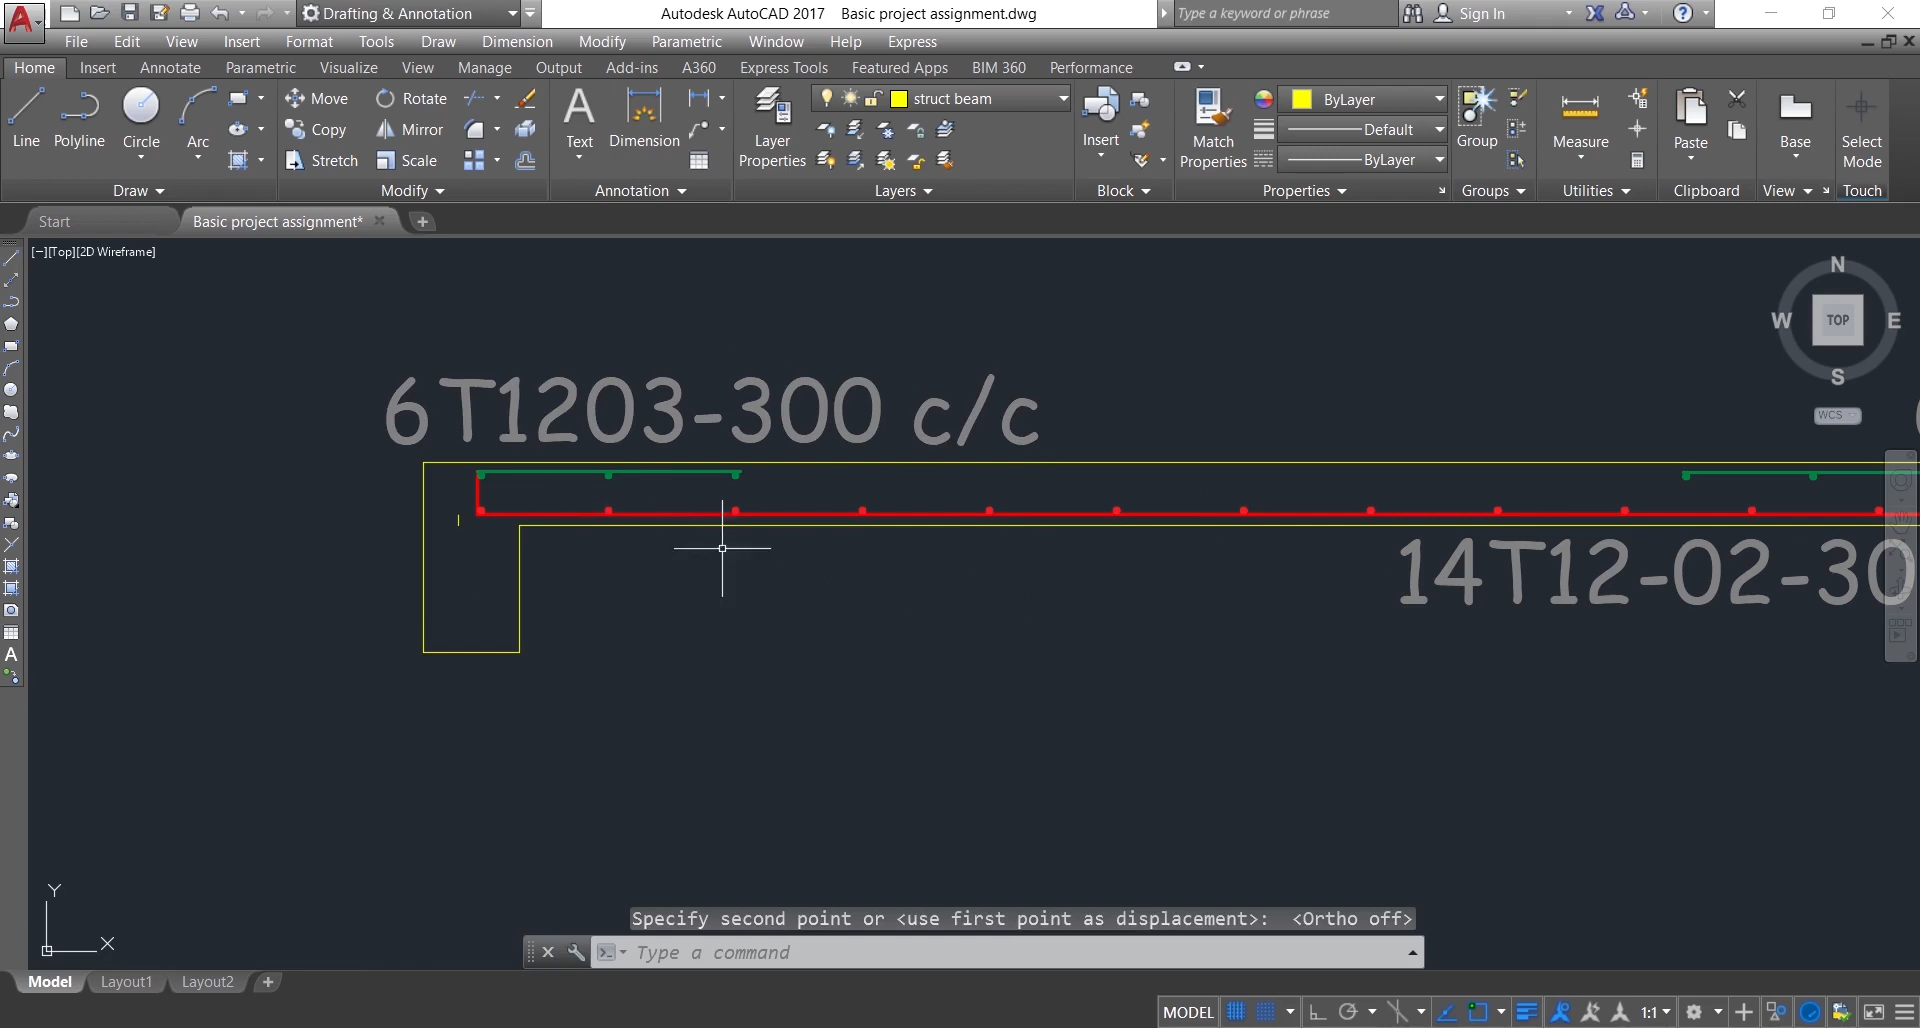 Drafting & Annotation
Autodesk AutoCAD 2017 Basic project assignment.dwg
Type a keyword or phrase
Sign In
File Edit View Insert Format Tools Draw Dimension Modify Parametric Window Help Express
Home Insert Annotate Parametric Visualize View Manage Output Add-ins A360 Express Tools Featured Apps BIM 360 Performance
Line Polyline Circle Arc
Move Rotate
Copy Mirror
Stretch Scale
Text Dimension
Layer Properties
struct beam
Insert
Match Properties
ByLayer
Default
ByLayer
Group
Measure
Paste
Base
Select Mode
Draw Modify Annotation Layers Block Properties Groups Utilities Clipboard View Touch
Start Basic project assignment*
[−][Top][2D Wireframe]
N
W TOP E
S
WCS
6T1203-300 c/c
14T12-02-30
Y
X
Specify second point or <use first point as displacement>: <Ortho off>
Type a command
Model Layout1 Layout2
MODEL 1:1